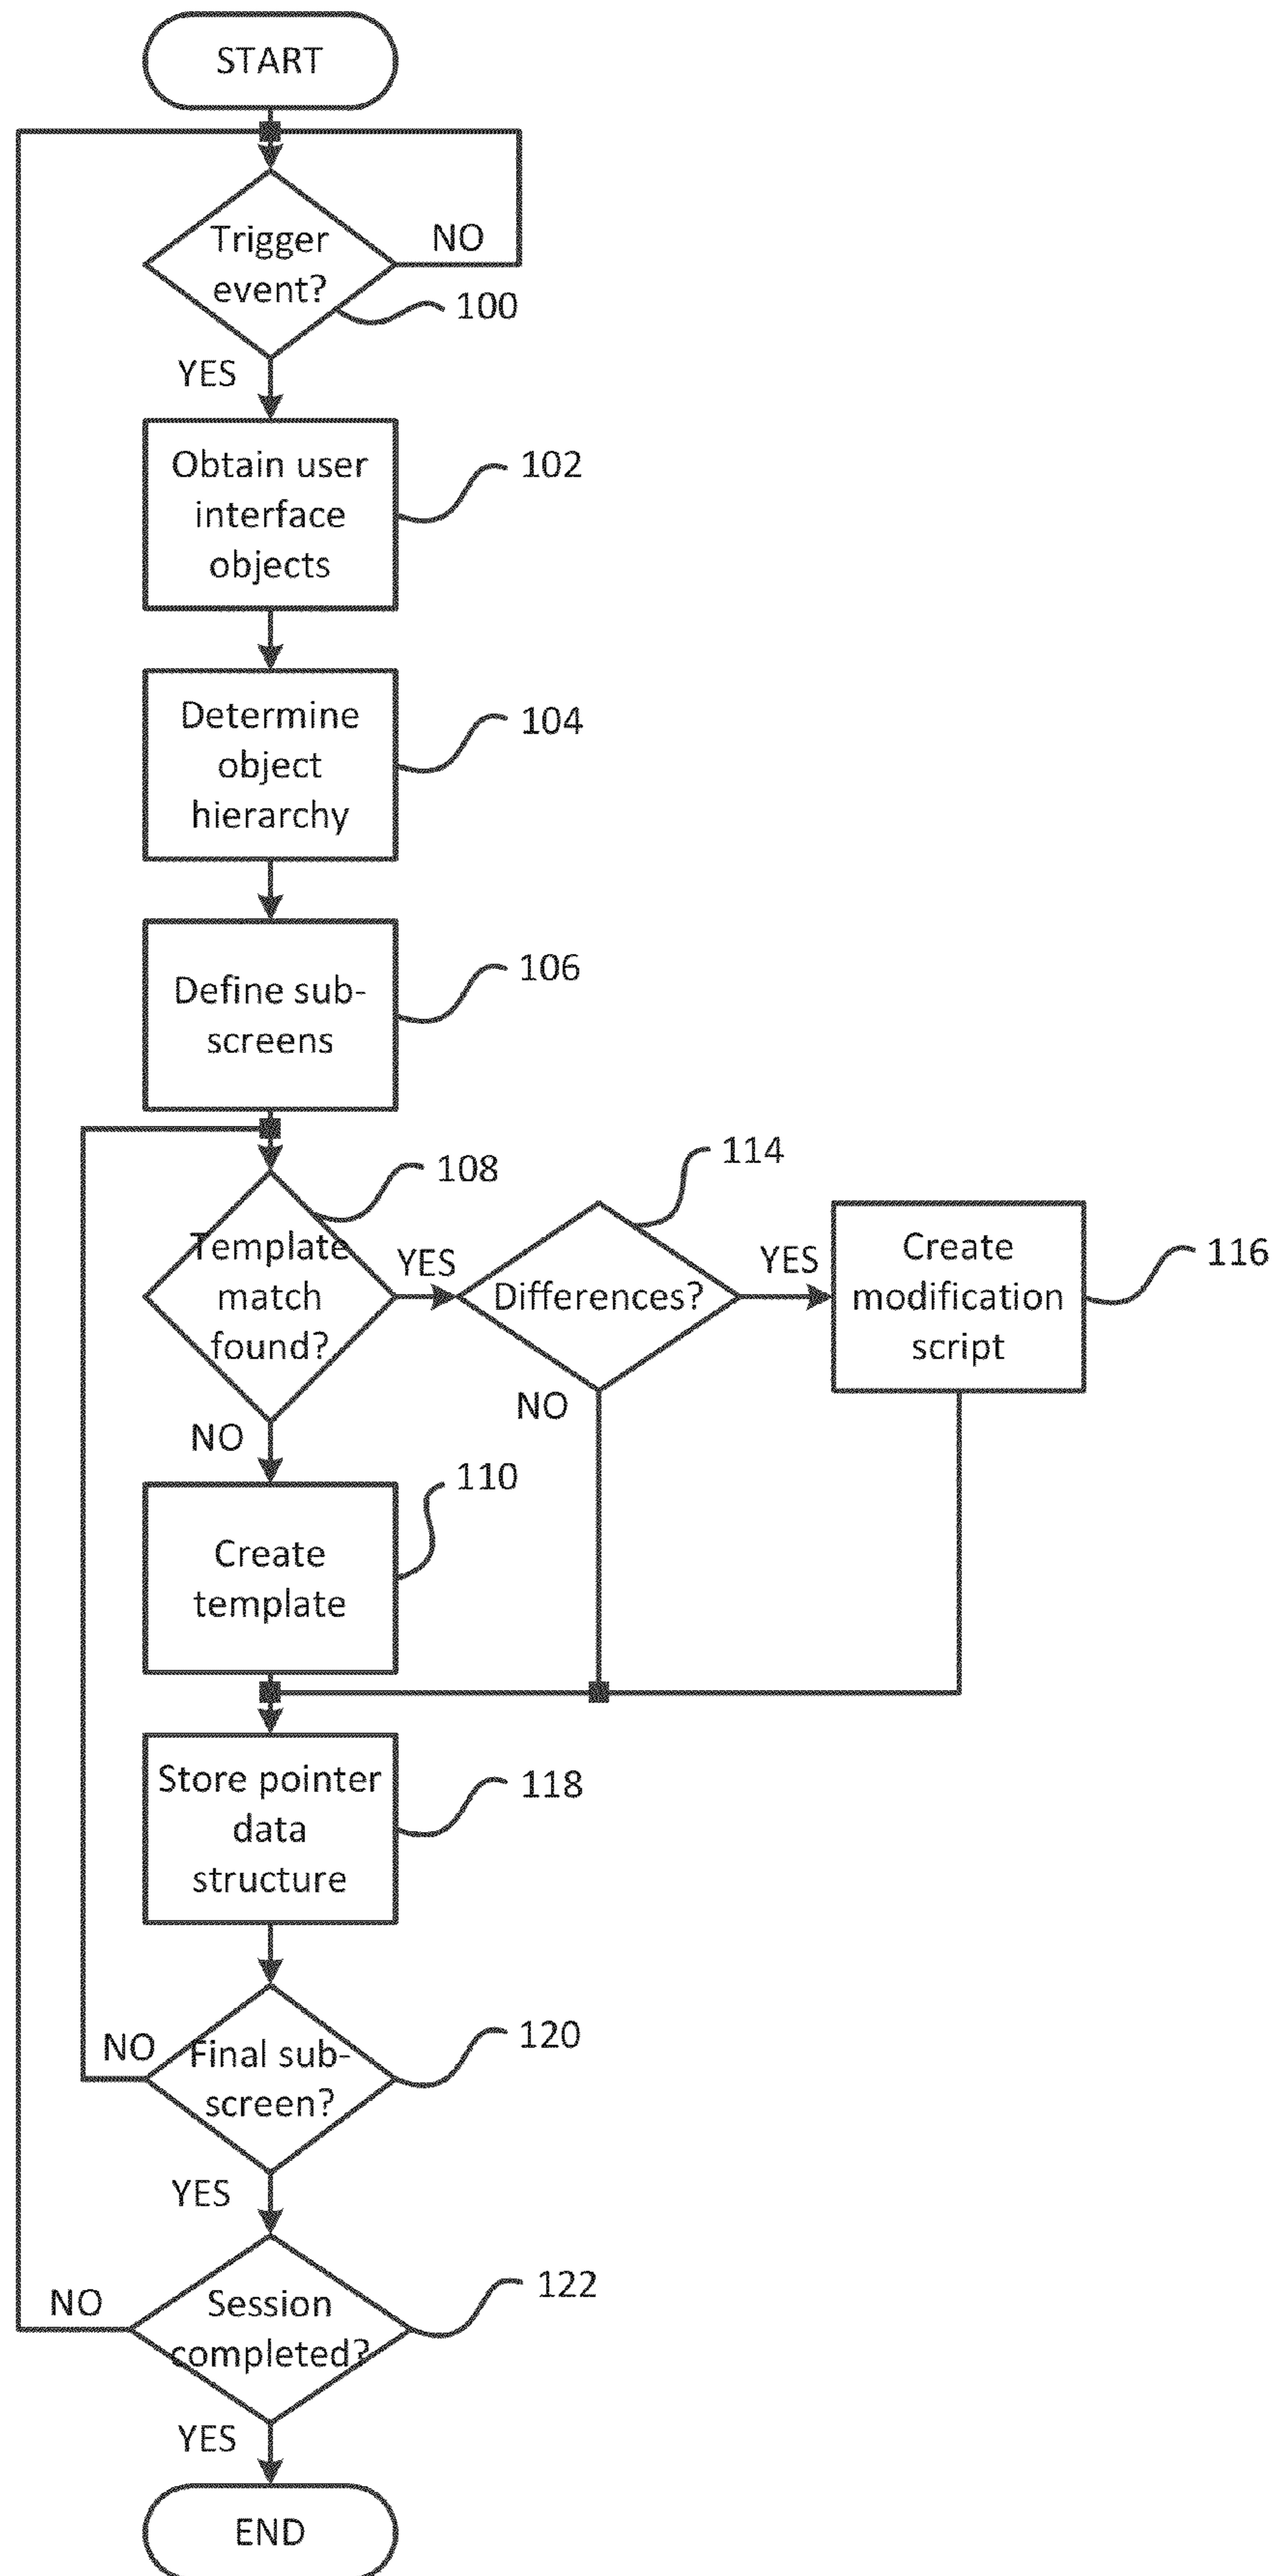 START
Trigger
event?
NO
100
YES
Obtain user
interface
objects
102
Determine
object
hierarchy
104
Define sub-
screens
106
Template
match
found?
108
YES
Differences?
114
YES
Create
modification
script
116
NO
NO
Create
template
110
Store pointer
data
structure
118
Final sub-
screen?
120
NO
YES
Session
completed?
122
NO
YES
END